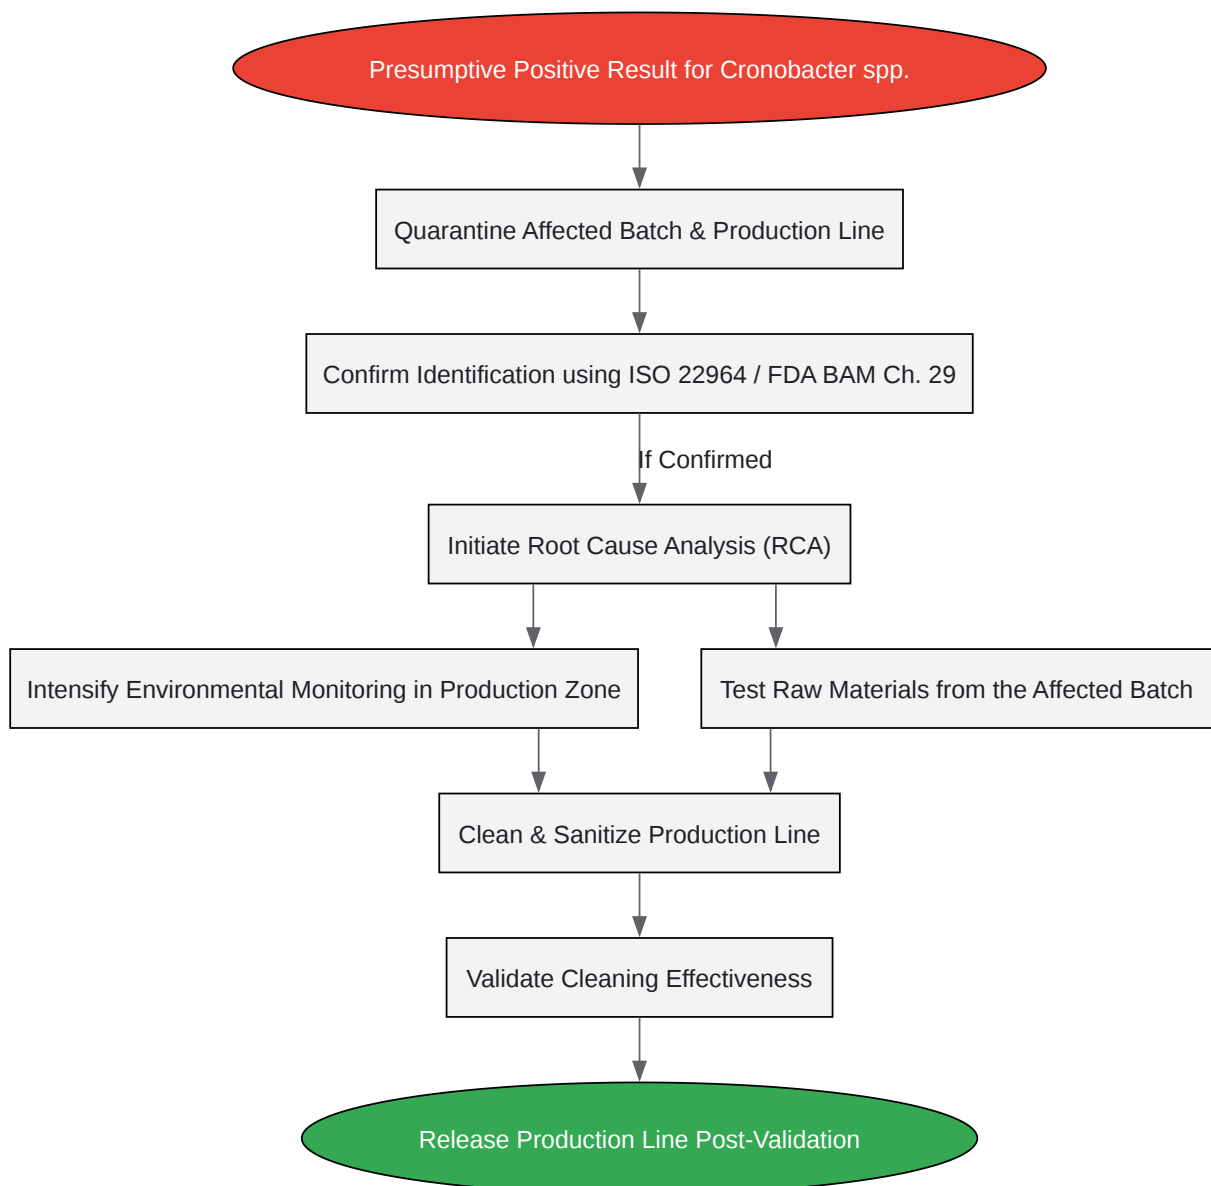 Presumptive Positive Result for Cronobacter spp.
Quarantine Affected Batch & Production Line
Confirm Identification using ISO 22964 / FDA BAM Ch. 29
If Confirmed
Initiate Root Cause Analysis (RCA)
Intensify Environmental Monitoring in Production Zone
Test Raw Materials from the Affected Batch
Clean & Sanitize Production Line
Validate Cleaning Effectiveness
Release Production Line Post-Validation